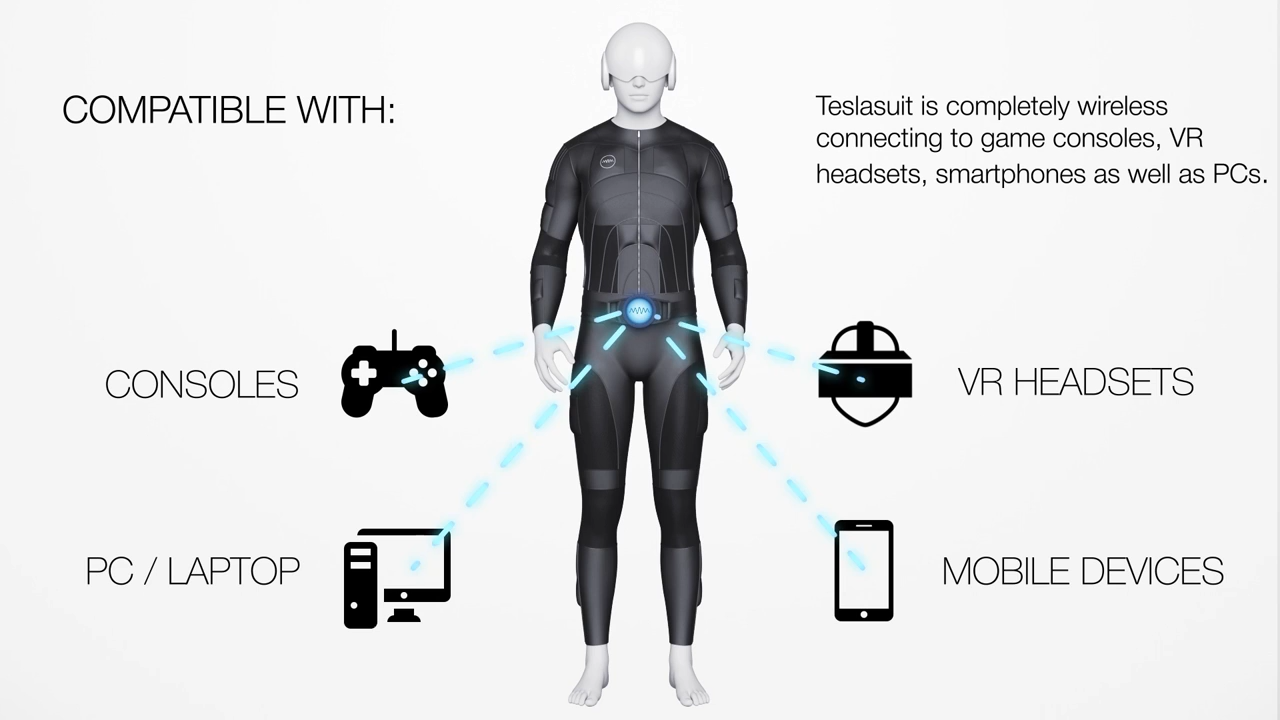 COMPATIBLE WITH:
Teslasuit is completely wireless
connecting to game consoles, VR
headsets, smartphones as well as PCs.
CONSOLES
VR HEADSETS
PC / LAPTOP
MOBILE DEVICES